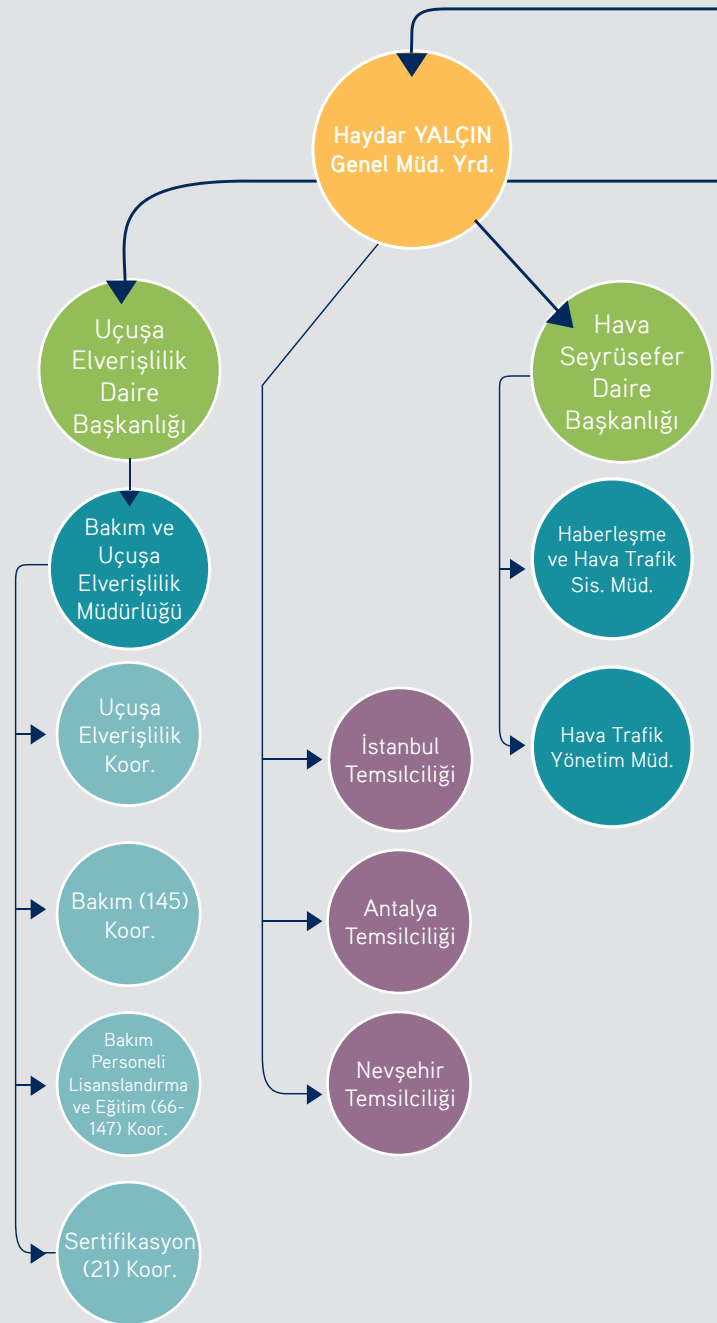 Haydar YALÇIN
Genel Müd. Yrd.
Uçuşa
Elverişlilik
Daire
Başkanlığı
Hava
Seyrüsefer
Daire
Başkanlığı
Bakım ve
Uçuşa
Elverişlilik
Müdürlüğü
Haberleşme
ve Hava Trafik
Sis. Müd.
Uçuşa
Elverişlilik
Koor.
İstanbul
Temsilciliği
Hava Trafik
Yönetim Müd.
Bakım (145)
Koor.
Antalya
Temsilciliği
Bakım
Personeli
Lisanslandırma
ve Eğitim (66-
147) Koor.
Nevşehir
Temsilciliği
Sertifikasyon
(21) Koor.